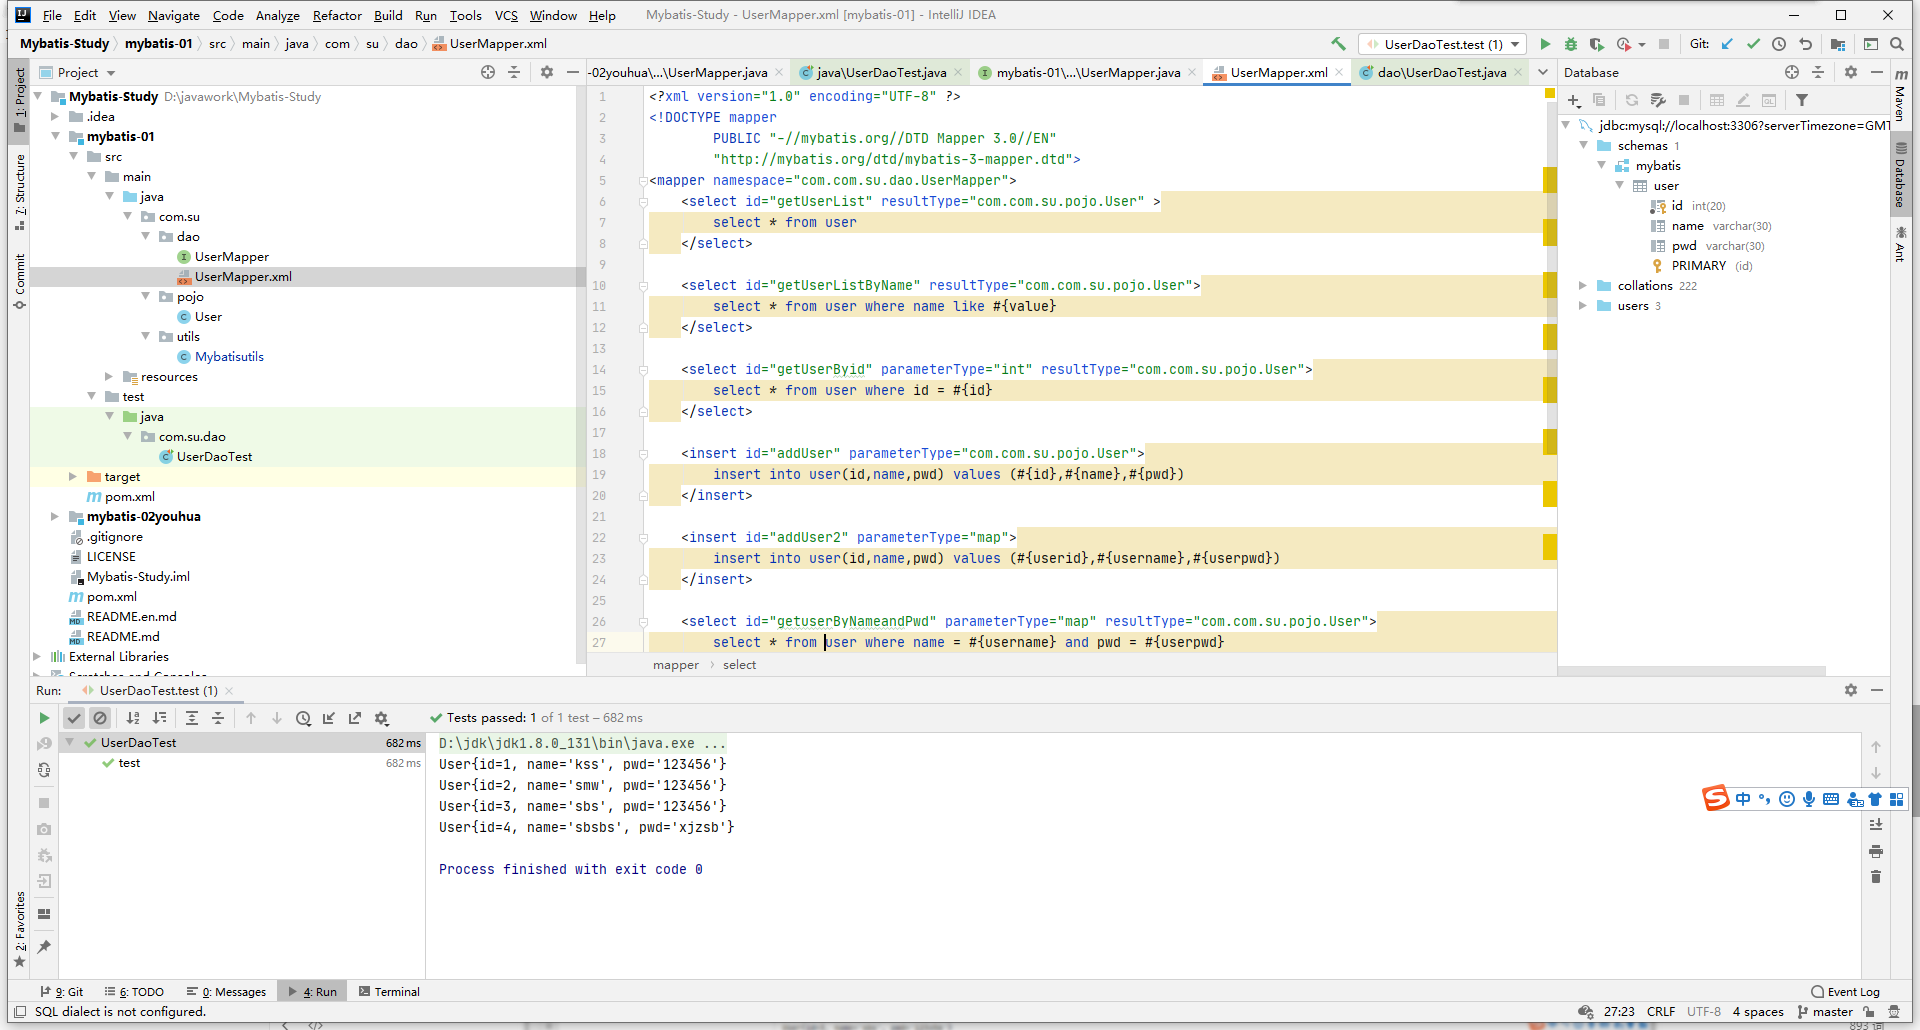 File Edit View Navigate Code Analyze Refactor Build Run Tools VCS Window Help Mybatis-Study - UserMapper.xml [mybatis-01] - IntelliJ IDEA
Mybatis-Study mybatis-01 src main java com su dao UserMapper.xml UserDaoTest.test (1) Git:
Project -02youhua\...\UserMapper.java java\UserDaoTest.java mybatis-01\...\UserMapper.java UserMapper.xml dao\UserDaoTest.java Database
1: Project
7: Structure
Commit
2: Favorites
Mybatis-Study D:\javawork\Mybatis-Study
.idea
mybatis-01
src
main
java
com.su
dao
UserMapper
UserMapper.xml
pojo
User
utils
Mybatisutils
resources
test
java
com.su.dao
UserDaoTest
target
pom.xml
mybatis-02youhua
.gitignore
LICENSE
Mybatis-Study.iml
pom.xml
README.en.md
README.md
External Libraries
Scratches and Consoles
1 <?xml version="1.0" encoding="UTF-8" ?>
2 <!DOCTYPE mapper
3 PUBLIC "-//mybatis.org//DTD Mapper 3.0//EN"
4 "http://mybatis.org/dtd/mybatis-3-mapper.dtd">
5 <mapper namespace="com.com.su.dao.UserMapper">
6 <select id="getUserList" resultType="com.com.su.pojo.User" >
7 select * from user
8 </select>
9
10 <select id="getUserListByName" resultType="com.com.su.pojo.User">
11 select * from user where name like #{value}
12 </select>
13
14 <select id="getUserByid" parameterType="int" resultType="com.com.su.pojo.User">
15 select * from user where id = #{id}
16 </select>
17
18 <insert id="addUser" parameterType="com.com.su.pojo.User">
19 insert into user(id,name,pwd) values (#{id},#{name},#{pwd})
20 </insert>
21
22 <insert id="addUser2" parameterType="map">
23 insert into user(id,name,pwd) values (#{userid},#{username},#{userpwd})
24 </insert>
25
26 <select id="getuserByNameandPwd" parameterType="map" resultType="com.com.su.pojo.User">
27 select * from user where name = #{username} and pwd = #{userpwd}
mapper select
jdbc:mysql://localhost:3306?serverTimezone=GMT
schemas 1
mybatis
user
id int(20)
name varchar(30)
pwd varchar(30)
PRIMARY (id)
collations 222
users 3
Maven
Database
Ant
Run: UserDaoTest.test (1)
Tests passed: 1 of 1 test – 682 ms
UserDaoTest 682 ms
test 682 ms
D:\jdk\jdk1.8.0_131\bin\java.exe ...
User{id=1, name='kss', pwd='123456'}
User{id=2, name='smw', pwd='123456'}
User{id=3, name='sbs', pwd='123456'}
User{id=4, name='sbsbs', pwd='xjzsb'}
Process finished with exit code 0
中
9: Git 6: TODO 0: Messages 4: Run Terminal Event Log
SQL dialect is not configured. 27:23 CRLF UTF-8 4 spaces master